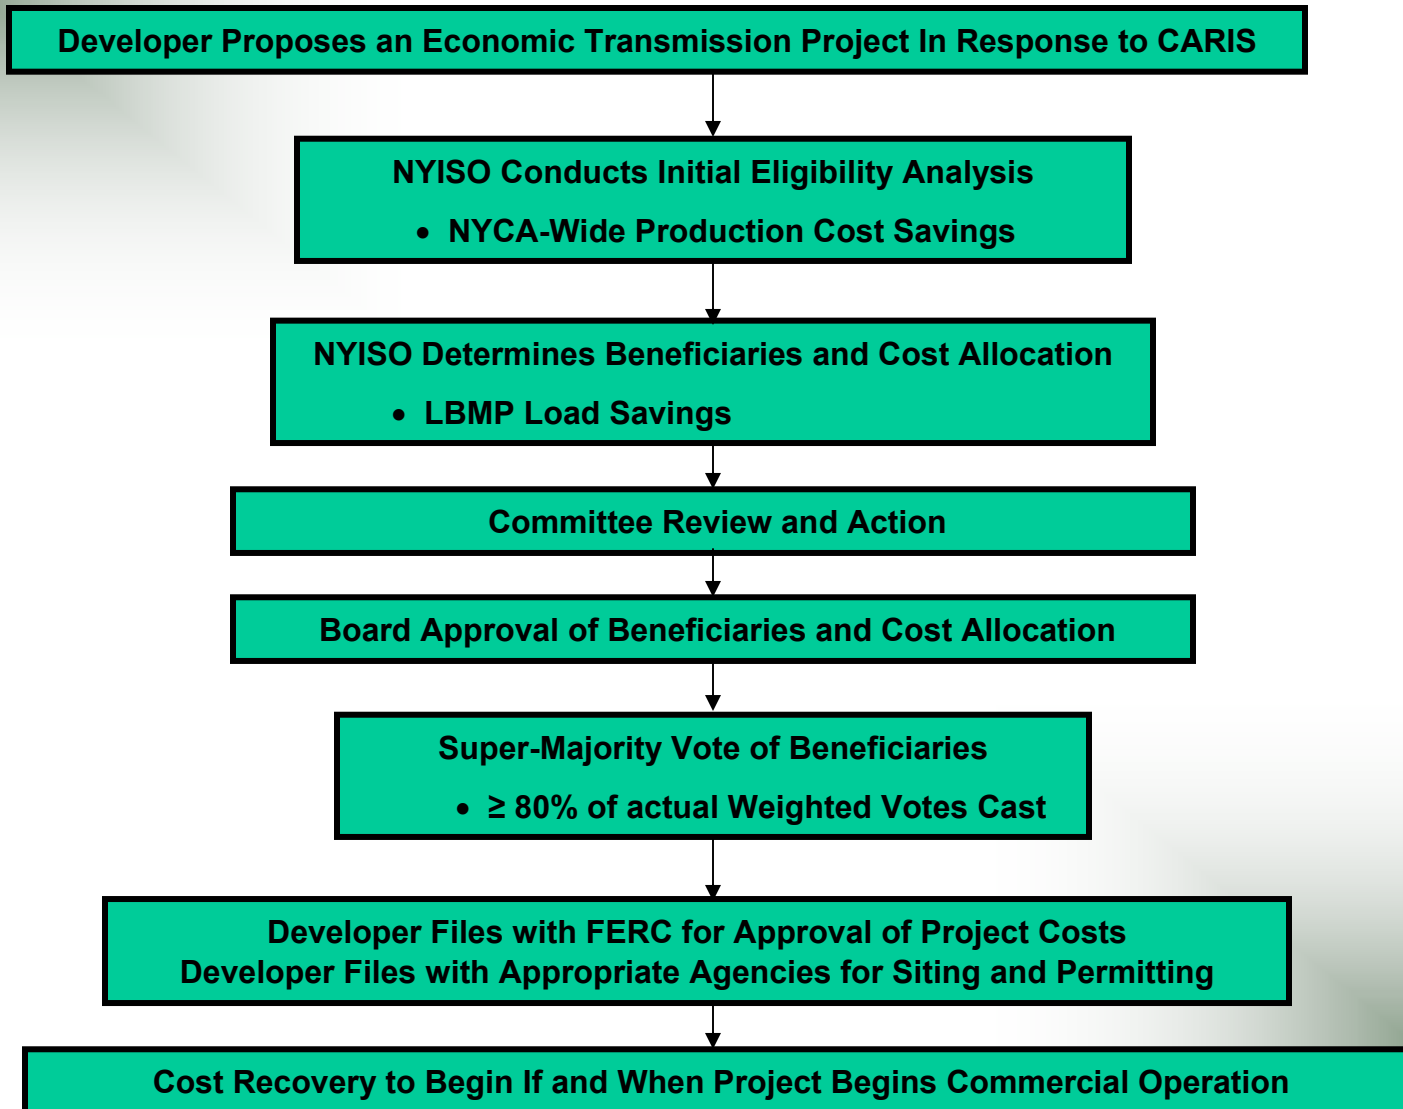 Developer Proposes an Economic Transmission Project In Response to CARIS
NYISO Conducts Initial Eligibility Analysis
• NYCA-Wide Production Cost Savings
NYISO Determines Beneficiaries and Cost Allocation
• LBMP Load Savings
Committee Review and Action
Board Approval of Beneficiaries and Cost Allocation
Super-Majority Vote of Beneficiaries
• ≥ 80% of actual Weighted Votes Cast
Developer Files with FERC for Approval of Project Costs
Developer Files with Appropriate Agencies for Siting and Permitting
Cost Recovery to Begin If and When Project Begins Commercial Operation